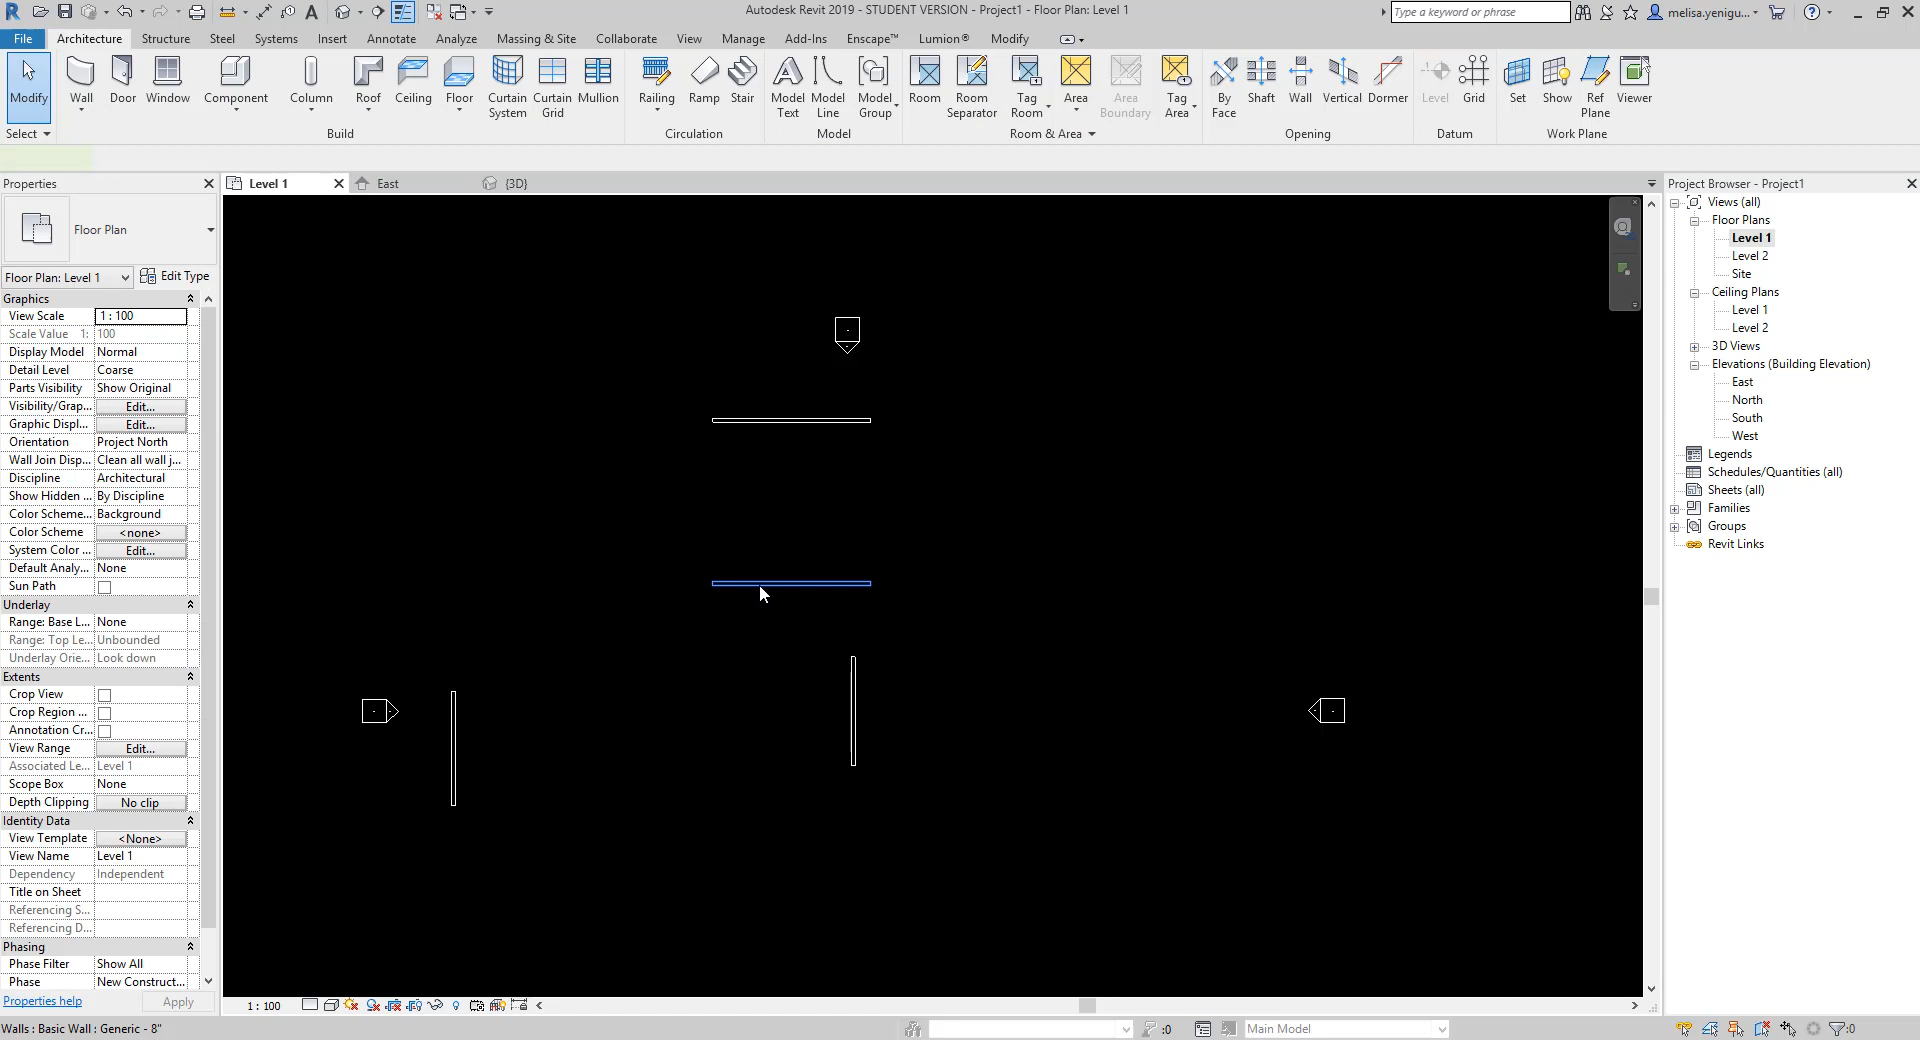 Autodesk Revit 2019 - STUDENT VERSION - Project1 - Floor Plan: Level 1
Type a keyword or phrase
melisa.yenigu...
File Architecture Structure Steel Systems Insert Annotate Analyze Massing & Site Collaborate View Manage Add-Ins Enscape™ Lumion® Modify
Modify Wall Door Window Component Column Roof Ceiling Floor Curtain System Curtain Grid Mullion Railing Ramp Stair Model Text Model Line Model Group Room Room Separator Tag Room Area Area Boundary Tag Area By Face Shaft Wall Vertical Dormer Level Grid Set Show Ref Plane Viewer
Select Build Circulation Model Room & Area Opening Datum Work Plane
Properties
Level 1 East {3D}
Floor Plan
Floor Plan: Level 1 Edit Type
Graphics
View Scale 1 : 100
Scale Value 1: 100
Display Model Normal
Detail Level Coarse
Parts Visibility Show Original
Visibility/Grap... Edit...
Graphic Displ... Edit...
Orientation Project North
Wall Join Disp... Clean all wall j...
Discipline Architectural
Show Hidden ... By Discipline
Color Scheme... Background
Color Scheme <none>
System Color ... Edit...
Default Analy... None
Sun Path
Underlay
Range: Base L... None
Range: Top Le... Unbounded
Underlay Orie... Look down
Extents
Crop View
Crop Region ...
Annotation Cr...
View Range Edit...
Associated Le... Level 1
Scope Box None
Depth Clipping No clip
Identity Data
View Template <None>
View Name Level 1
Dependency Independent
Title on Sheet
Referencing S...
Referencing D...
Phasing
Phase Filter Show All
Phase New Construct...
Properties help Apply
Project Browser - Project1
Views (all)
Floor Plans
Level 1
Level 2
Site
Ceiling Plans
Level 1
Level 2
3D Views
Elevations (Building Elevation)
East
North
South
West
Legends
Schedules/Quantities (all)
Sheets (all)
Families
Groups
Revit Links
1 : 100
Walls : Basic Wall : Generic - 8"
:0
Main Model
:0